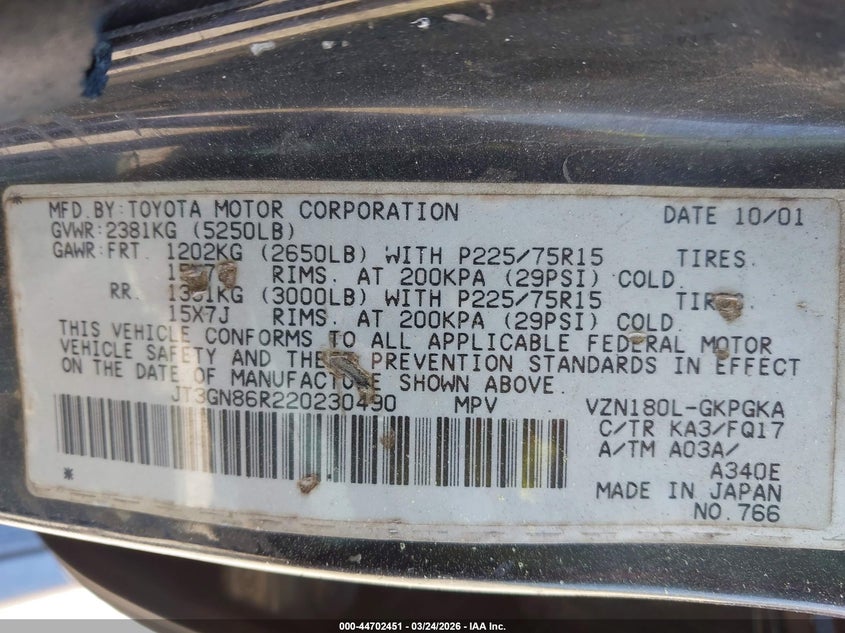 MFD.BY:TOYOTA MOTOR CORPORATION DATE 10/01
GVWR:2381KG (5250LB)
GAWR:FRT. 1202KG (2650LB) WITH P225/75R15 TIRES.
RIMS. AT 200KPA (29PSI) COLD.
RR. (3000LB) WITH P225/75R15
15X7J RIMS. AT 200KPA (29PSI) COLD.
THIS VEHICLE CONFORMS TO ALL APPLICABLE FEDERAL MOTOR
VEHICLE SAFETY AND THEFT PREVENTION STANDARDS IN EFFECT
ON THE DATE OF MANUFACTURE SHOWN ABOVE.
JT3GN86R220230490 MPV VZN180L-GKPGKA
C/TR KA3/FQ17
A/TM A03A/
A340E
MADE IN JAPAN
NO.766
000-44702451 - 03/24/2026 - IAA Inc.